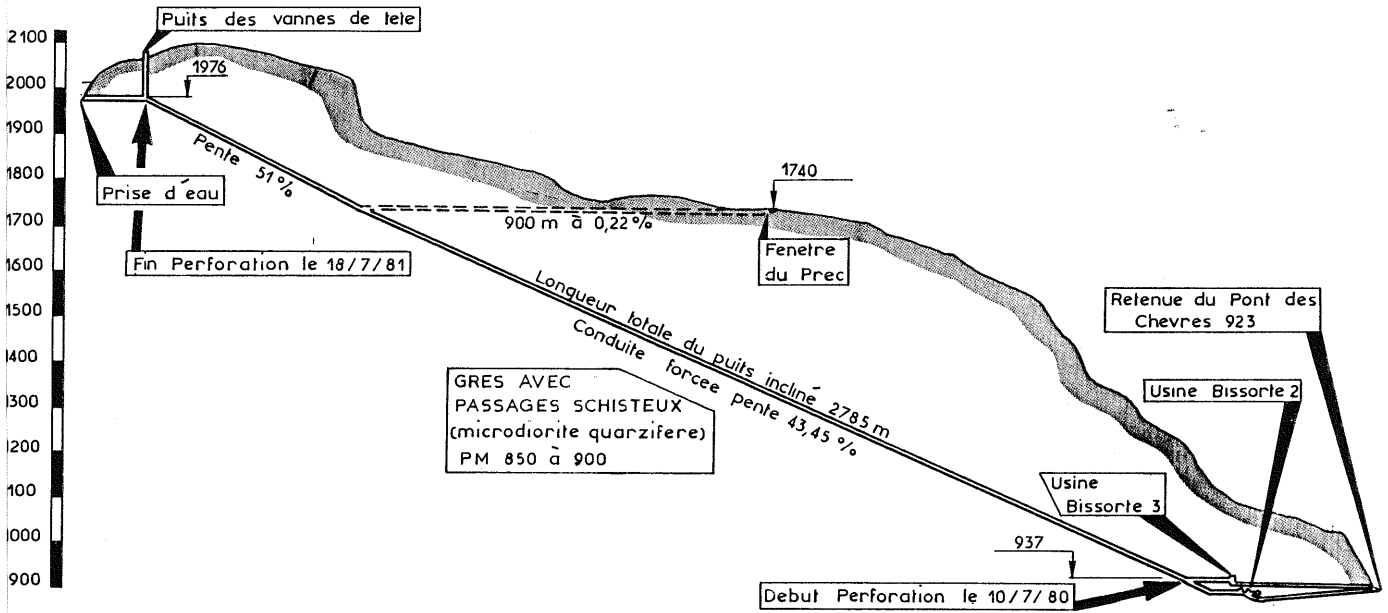 Puits des vannes de tete
2100
2000
1900
1800
1700
1600
1500
1400
1300
1200
1100
1000
900
1976
Pente 51%
Prise d'eau
Fin Perforation le 18/7/81
1740
900 m à 0,22%
Fenetre
du Prec
Longueur totale du puits incliné 2785 m
Conduite forcee pente 43,45 %
GRES AVEC
PASSAGES SCHISTEUX
(microdiorite quarzifere)
PM 850 à 900
Retenue du Pont des
Chevres 923
Usine Bissorte 2
Usine
Bissorte 3
937
Debut Perforation le 10/7/80